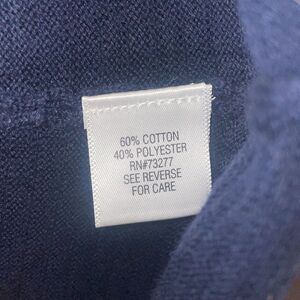 60% COTTON
40% POLYESTER
RN#73277
SEE REVERSE
FOR CARE